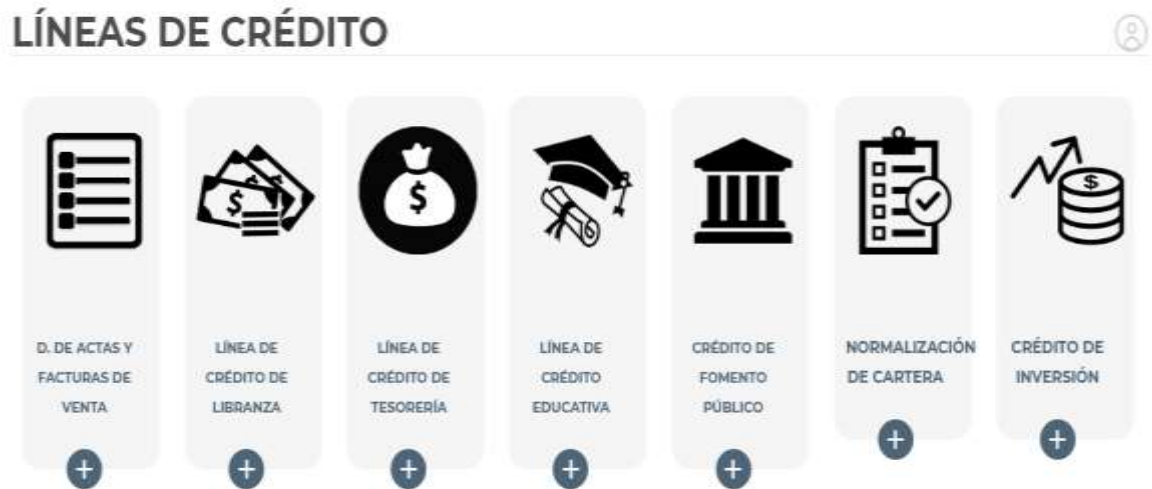 LÍNEAS DE CRÉDITO
$
$
$
$
D. DE ACTAS Y
FACTURAS DE
VENTA
LÍNEA DE
CRÉDITO DE
LIBRANZA
LÍNEA DE
CRÉDITO DE
TESORERÍA
LÍNEA DE
CRÉDITO
EDUCATIVA
CRÉDITO DE
FOMENTO
PÚBLICO
NORMALIZACIÓN
DE CARTERA
CRÉDITO DE
INVERSIÓN
+
+
+
+
+
+
+